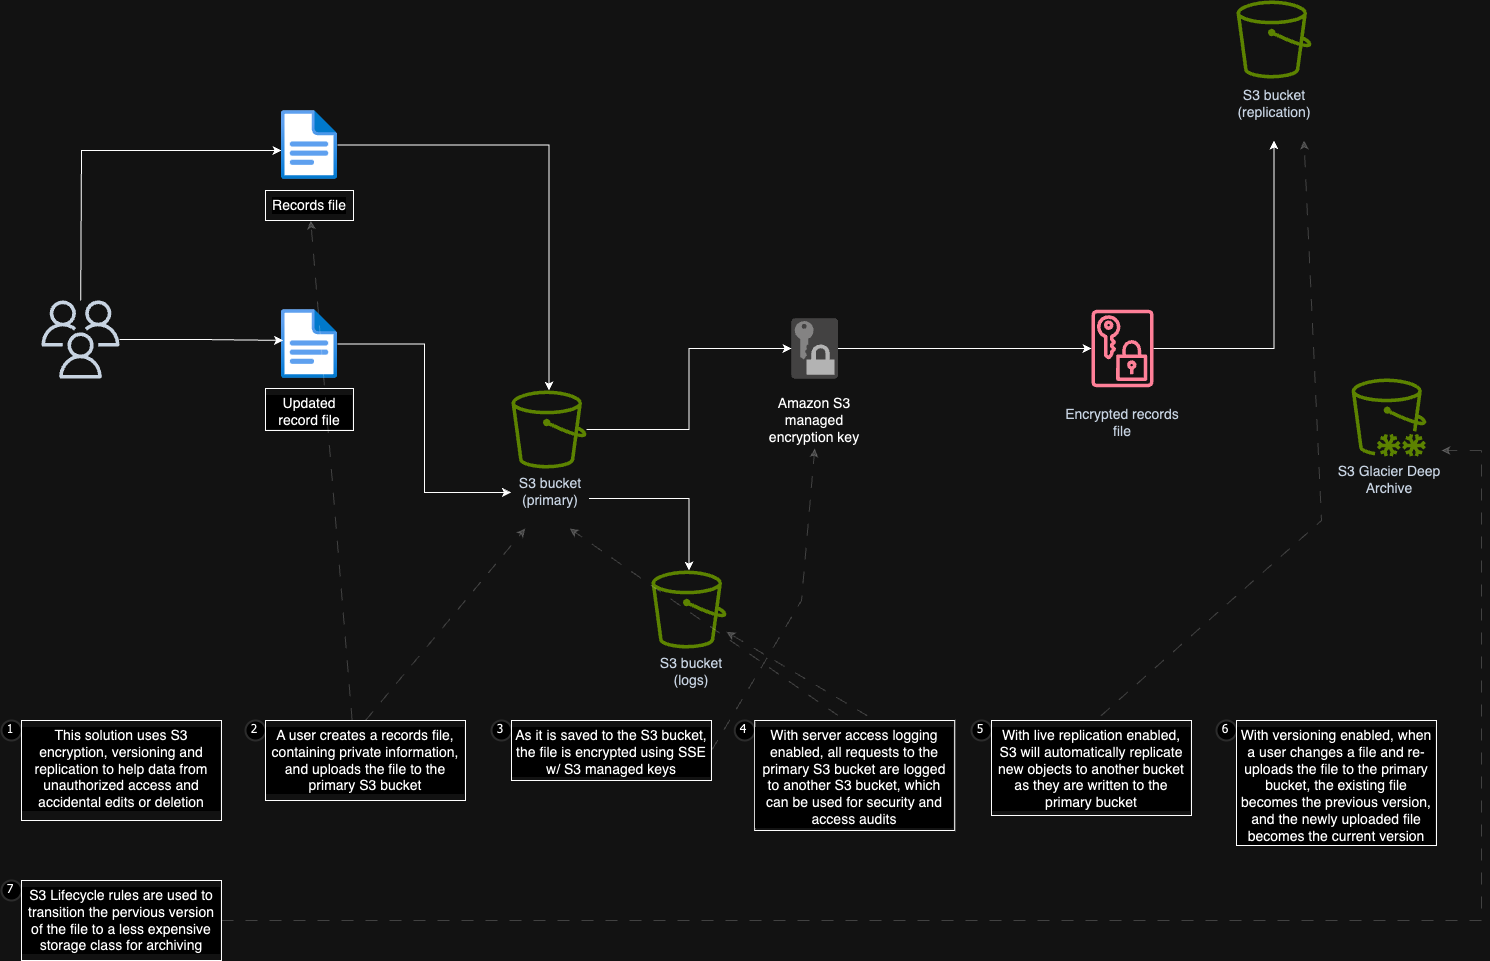 S3 bucket
(replication)
Records file
Updated
record file
Amazon S3
managed
encryption key
Encrypted records
file
S3 Glacier Deep
Archive
S3 bucket
(primary)
S3 bucket
(logs)
1
This solution uses S3
encryption, versioning and
replication to help data from
unauthorized access and
accidental edits or deletion
2
A user creates a records file,
containing private information,
and uploads the file to the
primary S3 bucket
3
As it is saved to the S3 bucket,
the file is encrypted using SSE
w/ S3 managed keys
4
With server access logging
enabled, all requests to the
primary S3 bucket are logged
to another S3 bucket, which
can be used for security and
access audits
5
With live replication enabled,
S3 will automatically replicate
new objects to another bucket
as they are written to the
primary bucket
6
With versioning enabled, when
a user changes a file and re-
uploads the file to the primary
bucket, the existing file
becomes the previous version,
and the newly uploaded file
becomes the current version
7
S3 Lifecycle rules are used to
transition the pervious version
of the file to a less expensive
storage class for archiving